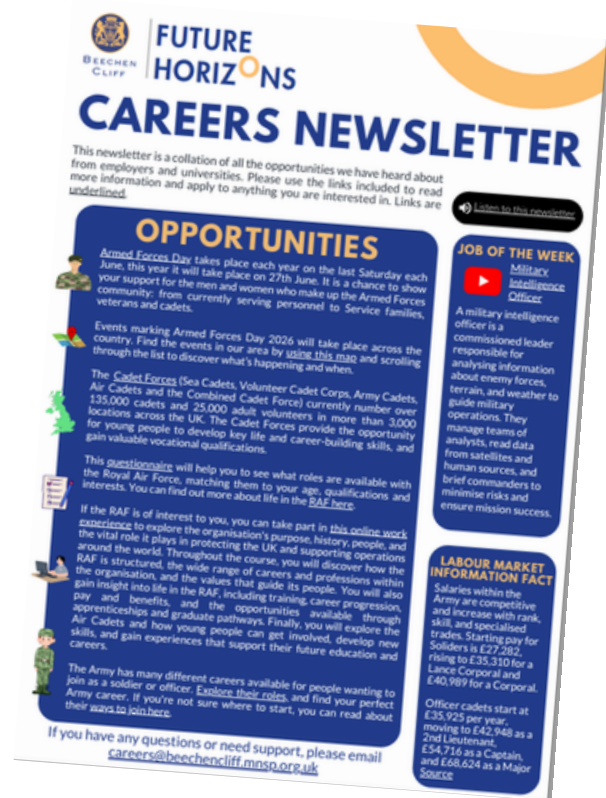 BEECHEN
CLIFF
FUTURE
HORIZONS
CAREERS NEWSLETTER
This newsletter is a collation of all the opportunities we have heard about
from employers and universities. Please use the links included to read
more information and apply to anything you are interested in. Links are
underlined.
Listen to this newsletter
OPPORTUNITIES
Armed Forces Day takes place each year on the last Saturday each
June, this year it will take place on 27th June. It is a chance to show
your support for the men and women who make up the Armed Forces
community: from currently serving personnel to Service families,
veterans and cadets.
Events marking Armed Forces Day 2026 will take place across the
country. Find the events in our area by using this map and scrolling
through the list to discover what's happening and when.
The Cadet Forces (Sea Cadets, Volunteer Cadet Corps, Army Cadets,
Air Cadets and the Combined Cadet Force) currently number over
135,000 cadets and 25,000 adult volunteers in more than 3,000
locations across the UK. The Cadet Forces provide the opportunity
for young people to develop key life and career-building skills, and
gain valuable vocational qualifications.
This questionnaire will help you to see what roles are available with
the Royal Air Force, matching them to your age, qualifications and
interests. You can find out more about life in the RAF here.
If the RAF is of interest to you, you can take part in this online work
experience to explore the organisation's purpose, history, people, and
the vital role it plays in protecting the UK and supporting operations
around the world. Throughout the course, you will discover how the
RAF is structured, the wide range of careers and professions within
the organisation, and the values that guide its people. You will also
gain insight into life in the RAF, including training, career progression,
pay and benefits, and the opportunities available through
apprenticeships and graduate pathways. Finally, you will explore the
Air Cadets and how young people can get involved, develop new
skills, and gain experiences that support their future education and
careers.
The Army has many different careers available for people wanting to
join as a soldier or officer. Explore their roles, and find your perfect
Army career. If you're not sure where to start, you can read about
their ways to join here.
JOB OF THE WEEK
Military
Intelligence
Officer
A military intelligence
officer is a
commissioned leader
responsible for
analysing information
about enemy forces,
terrain, and weather to
guide military
operations. They
manage teams of
analysts, read data
from satellites and
human sources, and
brief commanders to
minimise risks and
ensure mission success.
LABOUR MARKET
INFORMATION FACT
Salaries within the
Army are competitive
and increase with rank,
skill, and specialised
trades. Starting pay for
Soliders is £27,282,
rising to £35,310 for a
Lance Corporal and
£40,989 for a Corporal.
Officer cadets start at
£35,925 per year,
moving to £42,948 as a
2nd Lieutenant,
£54,716 as a Captain,
and £68,624 as a Major
Source
If you have any questions or need support, please email
careers@beechencliff.mnsp.org.uk